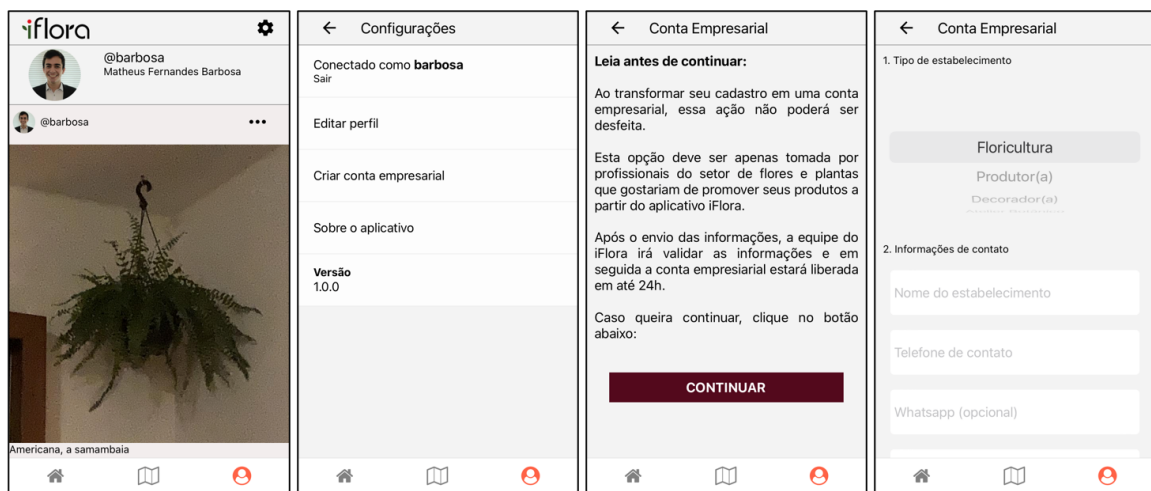 iflora
@barbosa
Matheus Fernandes Barbosa
@barbosa
Americana, a samambaia
Configurações
Conectado como barbosa
Sair
Editar perfil
Criar conta empresarial
Sobre o aplicativo
Versão
1.0.0
Conta Empresarial
Leia antes de continuar:
Ao transformar seu cadastro em uma conta
empresarial, essa ação não poderá ser
desfeita.
Esta opção deve ser apenas tomada por
profissionais do setor de flores e plantas
que gostariam de promover seus produtos a
partir do aplicativo iFlora.
Após o envio das informações, a equipe do
iFlora irá validar as informações e em
seguida a conta empresiarial estará liberada
em até 24h.
Caso queira continuar, clique no botão
abaixo:
CONTINUAR
Conta Empresarial
1. Tipo de estabelecimento
Floricultura
Produtor(a)
Decorador(a)
2. Informações de contato
Nome do estabelecimento
Telefone de contato
Whatsapp (opcional)